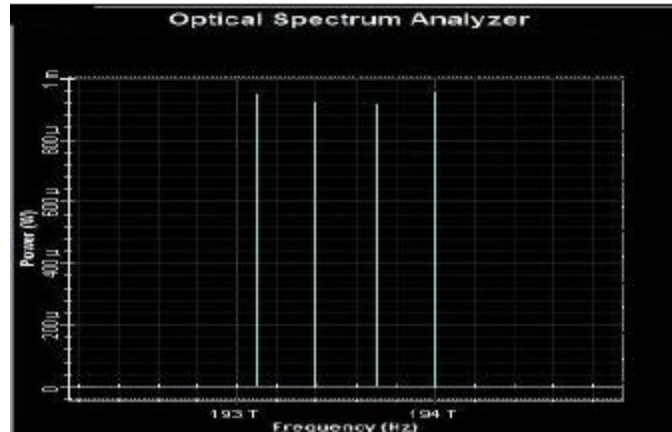 Optical Spectrum Analyzer
1 m
800 µ
600 µ
400 µ
200 µ
0
Power (W)
193 T
194 T
Frequency (Hz)